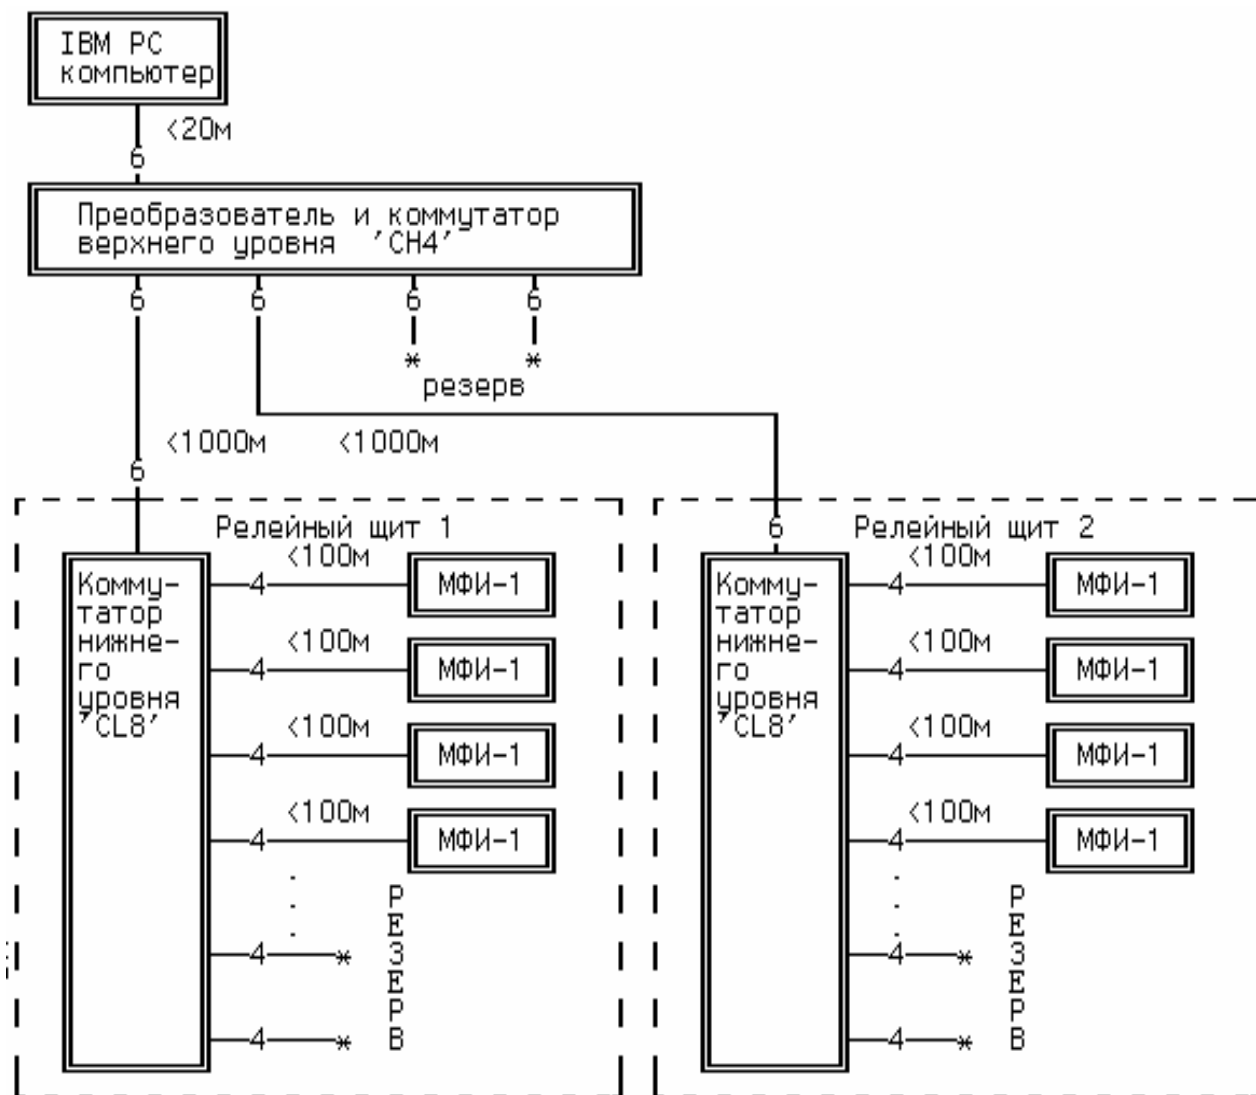 IBM PC
компьютер
<20м
6
Преобразователь и коммутатор
верхнего уровня 'CH4'
6 6 6 6
* *
резерв
<1000м <1000м
6
Релейный щит 1
<100м
Комму-
татор
нижне-
го
уровня
'CL8'
4 МФИ-1
<100м
4 МФИ-1
<100м
4 МФИ-1
<100м
4 МФИ-1
.
.
.
4 *
4 *
Р
Е
З
Е
Р
В
6 Релейный щит 2
<100м
Комму-
татор
нижне-
го
уровня
'CL8'
4 МФИ-1
<100м
4 МФИ-1
<100м
4 МФИ-1
<100м
4 МФИ-1
.
.
.
4 *
4 *
Р
Е
З
Е
Р
В